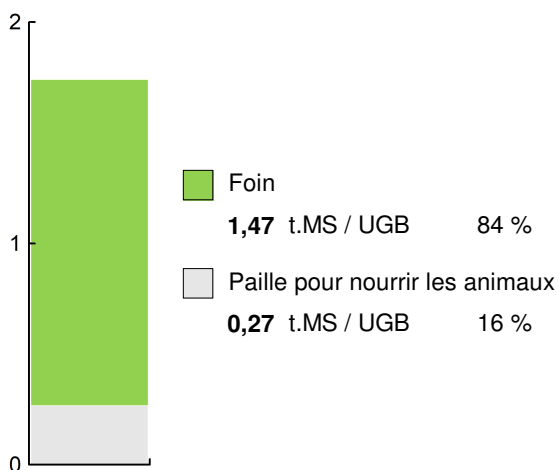 2
1
0
Foin
1,47 t.MS / UGB 84 %
Paille pour nourrir les animaux
0,27 t.MS / UGB 16 %